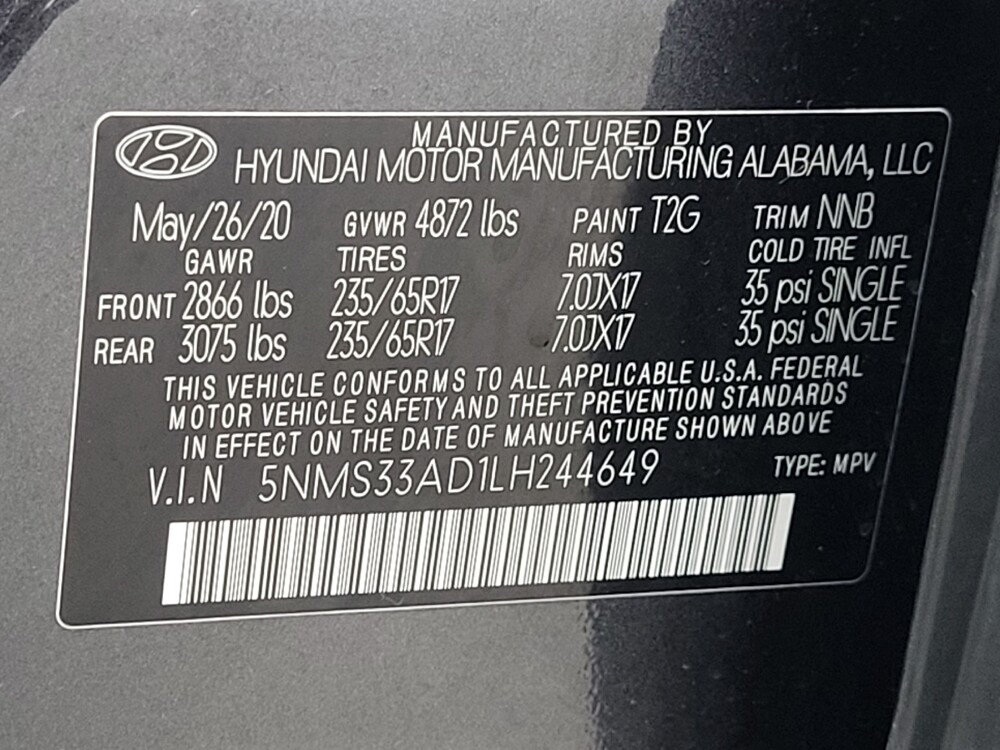 MANUFACTURED BY
HYUNDAI MOTOR MANUFACTURING ALABAMA, LLC
May/26/20 GVWR 4872 lbs PAINT T2G TRIM NNB
GAWR TIRES RIMS COLD TIRE INFL
FRONT 2866 lbs 235/65R17 7.0JX17 35 psi SINGLE
REAR 3075 lbs 235/65R17 7.0JX17 35 psi SINGLE
THIS VEHICLE CONFORMS TO ALL APPLICABLE U.S.A. FEDERAL
MOTOR VEHICLE SAFETY AND THEFT PREVENTION STANDARDS
IN EFFECT ON THE DATE OF MANUFACTURE SHOWN ABOVE
V.I.N 5NMS33AD1LH244649 TYPE: MPV